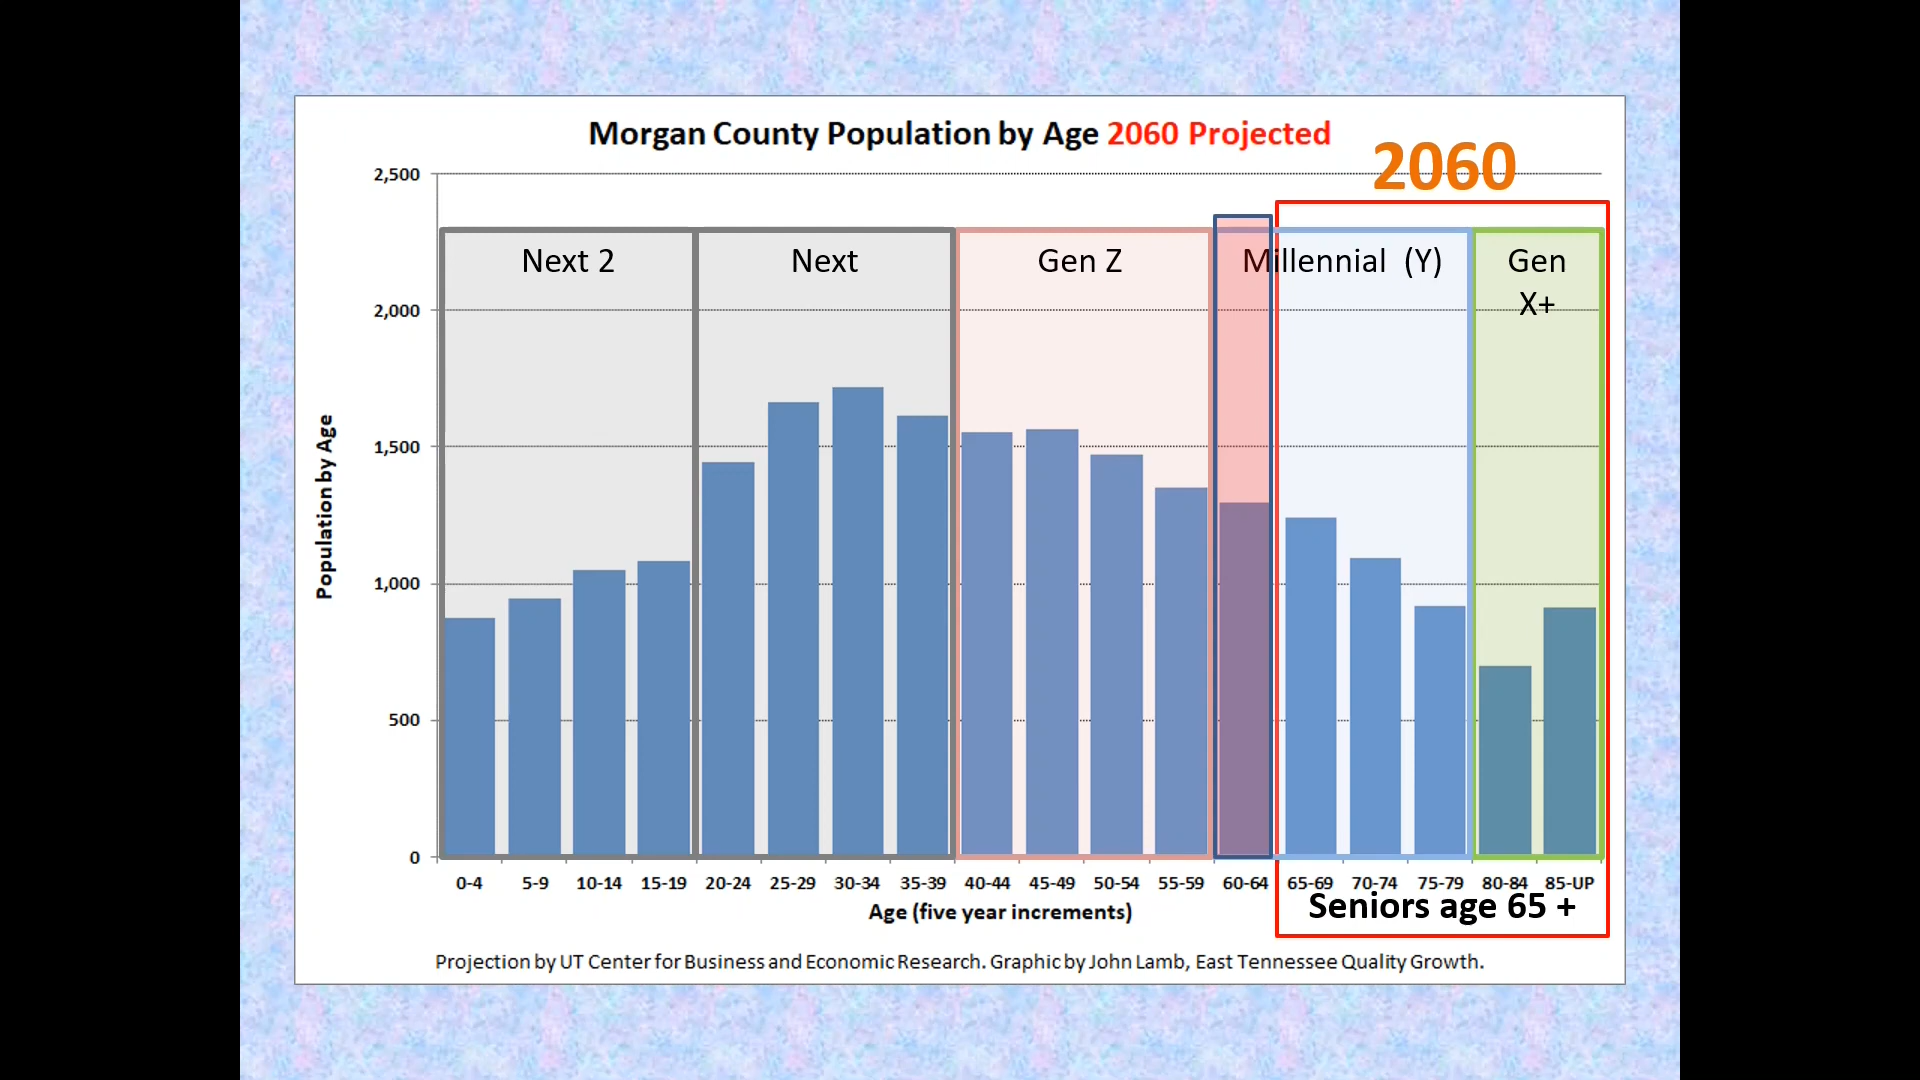 Morgan County Population by Age 2060 Projected
2060
2,500
2,000
1,500
1,000
500
0
Population by Age
Next 2
Next
Gen Z
Millennial (Y)
Gen
X+
0-4 5-9 10-14 15-19 20-24 25-29 30-34 35-39 40-44 45-49 50-54 55-59 60-64 65-69 70-74 75-79 80-84 85-UP
Age (five year increments)
Seniors age 65 +
Projection by UT Center for Business and Economic Research. Graphic by John Lamb, East Tennessee Quality Growth.